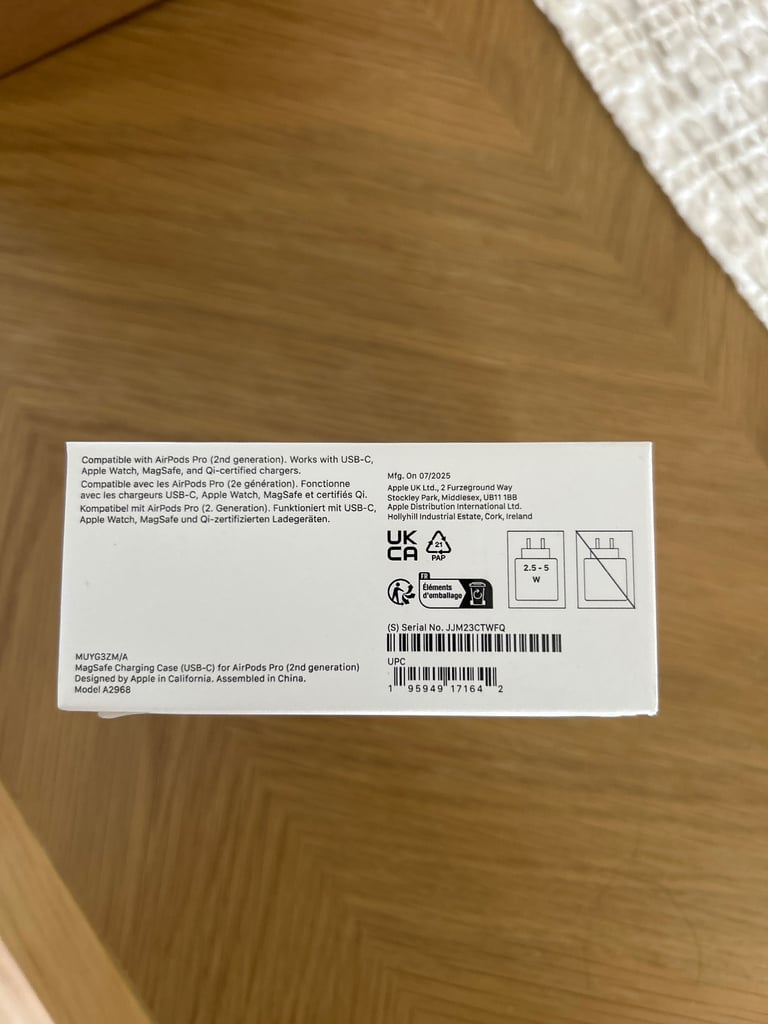 Compatible with AirPods Pro (2nd generation). Works with USB-C,
Apple Watch, MagSafe, and Qi-certified chargers.
Compatible avec les AirPods Pro (2e génération). Fonctionne
avec les chargeurs USB-C, Apple Watch, MagSafe et certifiés Qi.
Kompatibel mit AirPods Pro (2. Generation). Funktioniert mit USB-C,
Apple Watch, MagSafe und Qi-zertifizierten Ladegeräten.
MUYG3ZM/A
MagSafe Charging Case (USB-C) for AirPods Pro (2nd generation)
Designed by Apple in California. Assembled in China.
Model A2968
Mfg. On 07/2025
Apple UK Ltd., 2 Furzeground Way
Stockley Park, Middlesex, UB11 1BB
Apple Distribution International Ltd.
Hollyhill Industrial Estate, Cork, Ireland
UK
CA
21
PAP
FR
Éléments
d'emballage
2.5 - 5
W
(S) Serial No. JJM23CTWFQ
UPC
1 95949 17164 2